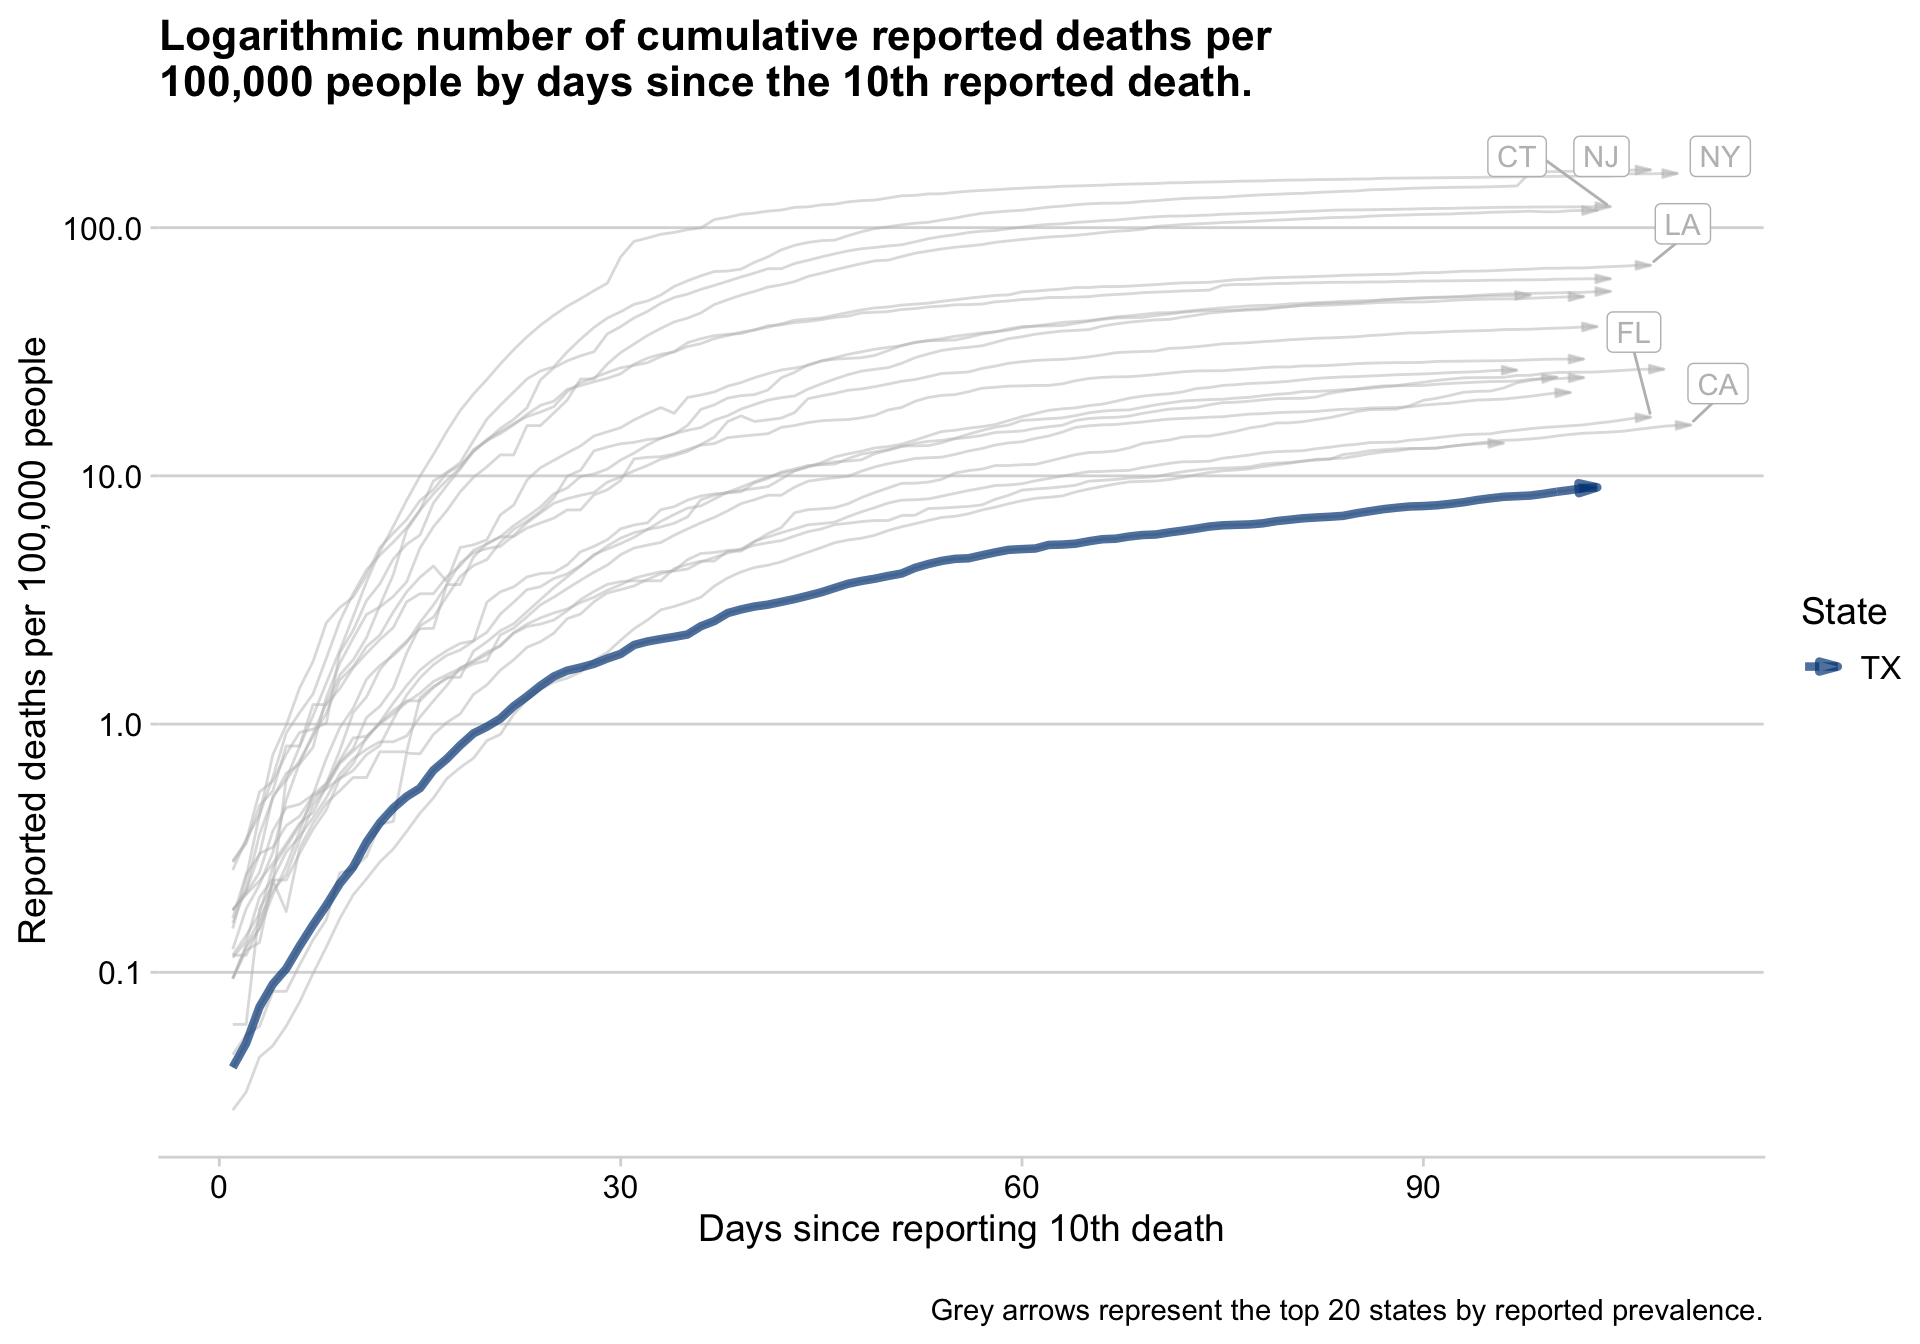 Logarithmic number of cumulative reported deaths per
100,000 people by days since the 10th reported death.
CT NJ NY
LA
FL
CA
Reported deaths per 100,000 people
100.0
10.0
1.0
0.1
0 30 60 90
Days since reporting 10th death
State
TX
Grey arrows represent the top 20 states by reported prevalence.